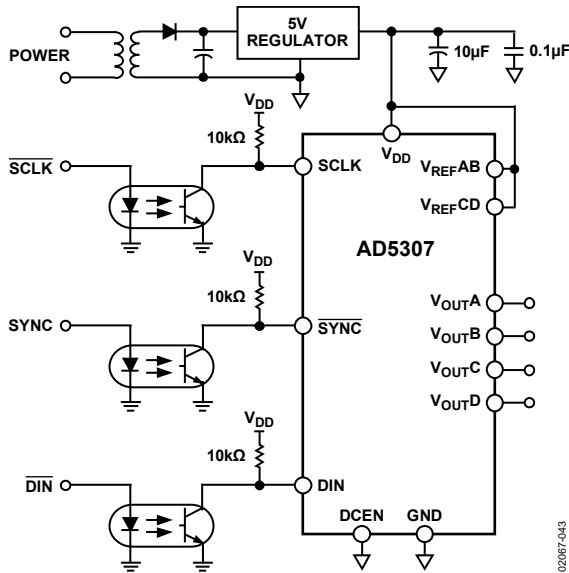 POWER
5V
REGULATOR
10µF
0.1µF
VDD
10kΩ
SCLK
SCLK
VDD
VREFAB
VREFCD
AD5307
VDD
10kΩ
SYNC
SYNC
VOUTA
VOUTB
VOUTC
VOUTD
VDD
10kΩ
DIN
DIN
DCEN
GND
02067-043